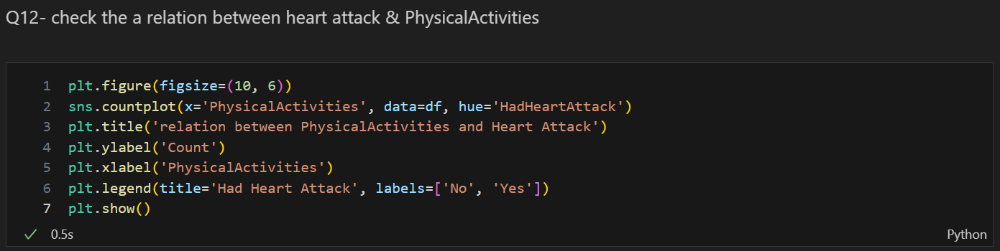 Q12- check the a relation between heart attack & PhysicalActivities
1 plt.figure(figsize=(10, 6))
2 sns.countplot(x='PhysicalActivities', data=df, hue='HadHeartAttack')
3 plt.title('relation between PhysicalActivities and Heart Attack')
4 plt.ylabel('Count')
5 plt.xlabel('PhysicalActivities')
6 plt.legend(title='Had Heart Attack', labels=['No', 'Yes'])
7 plt.show()
0.5s Python